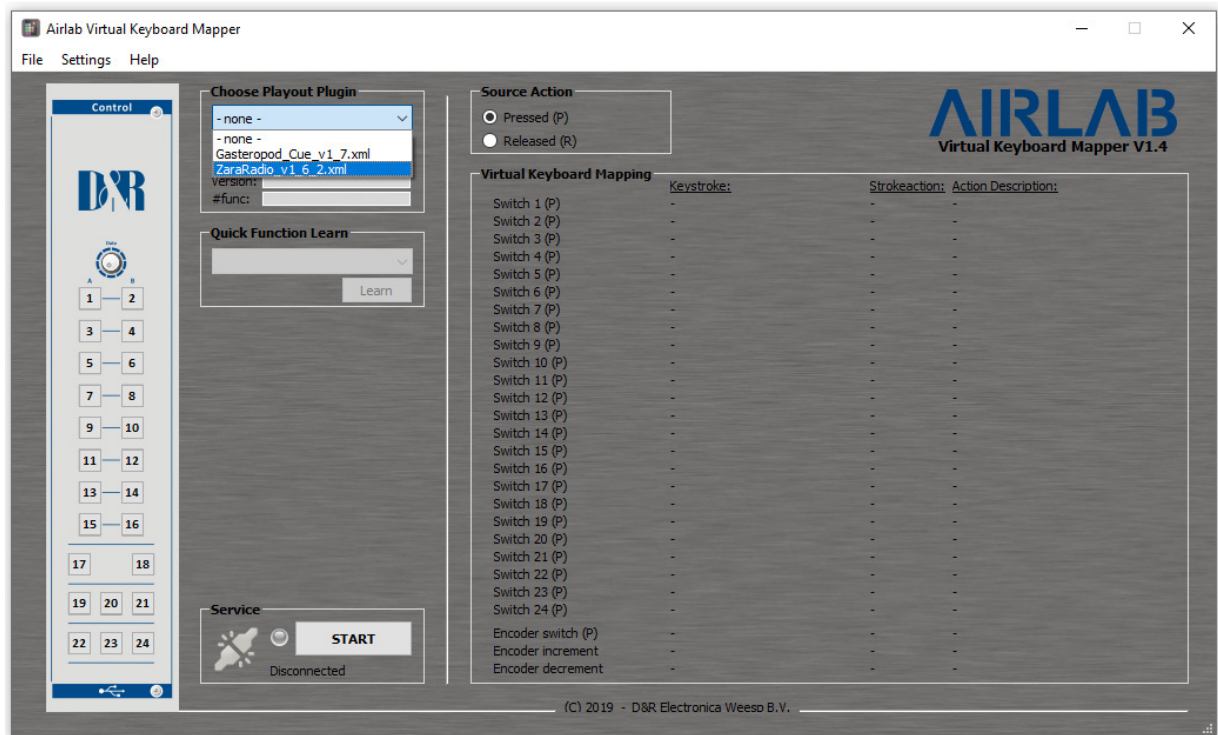 Airlab Virtual Keyboard Mapper
File Settings Help
Control
D&R
Data
A B
1 2
3 4
5 6
7 8
9 10
11 12
13 14
15 16
17 18
19 20 21
22 23 24
Choose Playout Plugin
- none -
- none -
Gasteropod_Cue_v1_7.xml
ZaraRadio_v1_6_2.xml
version:
#func:
Quick Function Learn
Learn
Service
START
Disconnected
Source Action
Pressed (P)
Released (R)
AIRLAB
Virtual Keyboard Mapper V1.4
Virtual Keyboard Mapping
Keystroke: Strokeaction: Action Description:
Switch 1 (P) - - -
Switch 2 (P) - - -
Switch 3 (P) - - -
Switch 4 (P) - - -
Switch 5 (P) - - -
Switch 6 (P) - - -
Switch 7 (P) - - -
Switch 8 (P) - - -
Switch 9 (P) - - -
Switch 10 (P) - - -
Switch 11 (P) - - -
Switch 12 (P) - - -
Switch 13 (P) - - -
Switch 14 (P) - - -
Switch 15 (P) - - -
Switch 16 (P) - - -
Switch 17 (P) - - -
Switch 18 (P) - - -
Switch 19 (P) - - -
Switch 20 (P) - - -
Switch 21 (P) - - -
Switch 22 (P) - - -
Switch 23 (P) - - -
Switch 24 (P) - - -
Encoder switch (P) - - -
Encoder increment - - -
Encoder decrement - - -
(C) 2019 - D&R Electronica Weesp B.V.